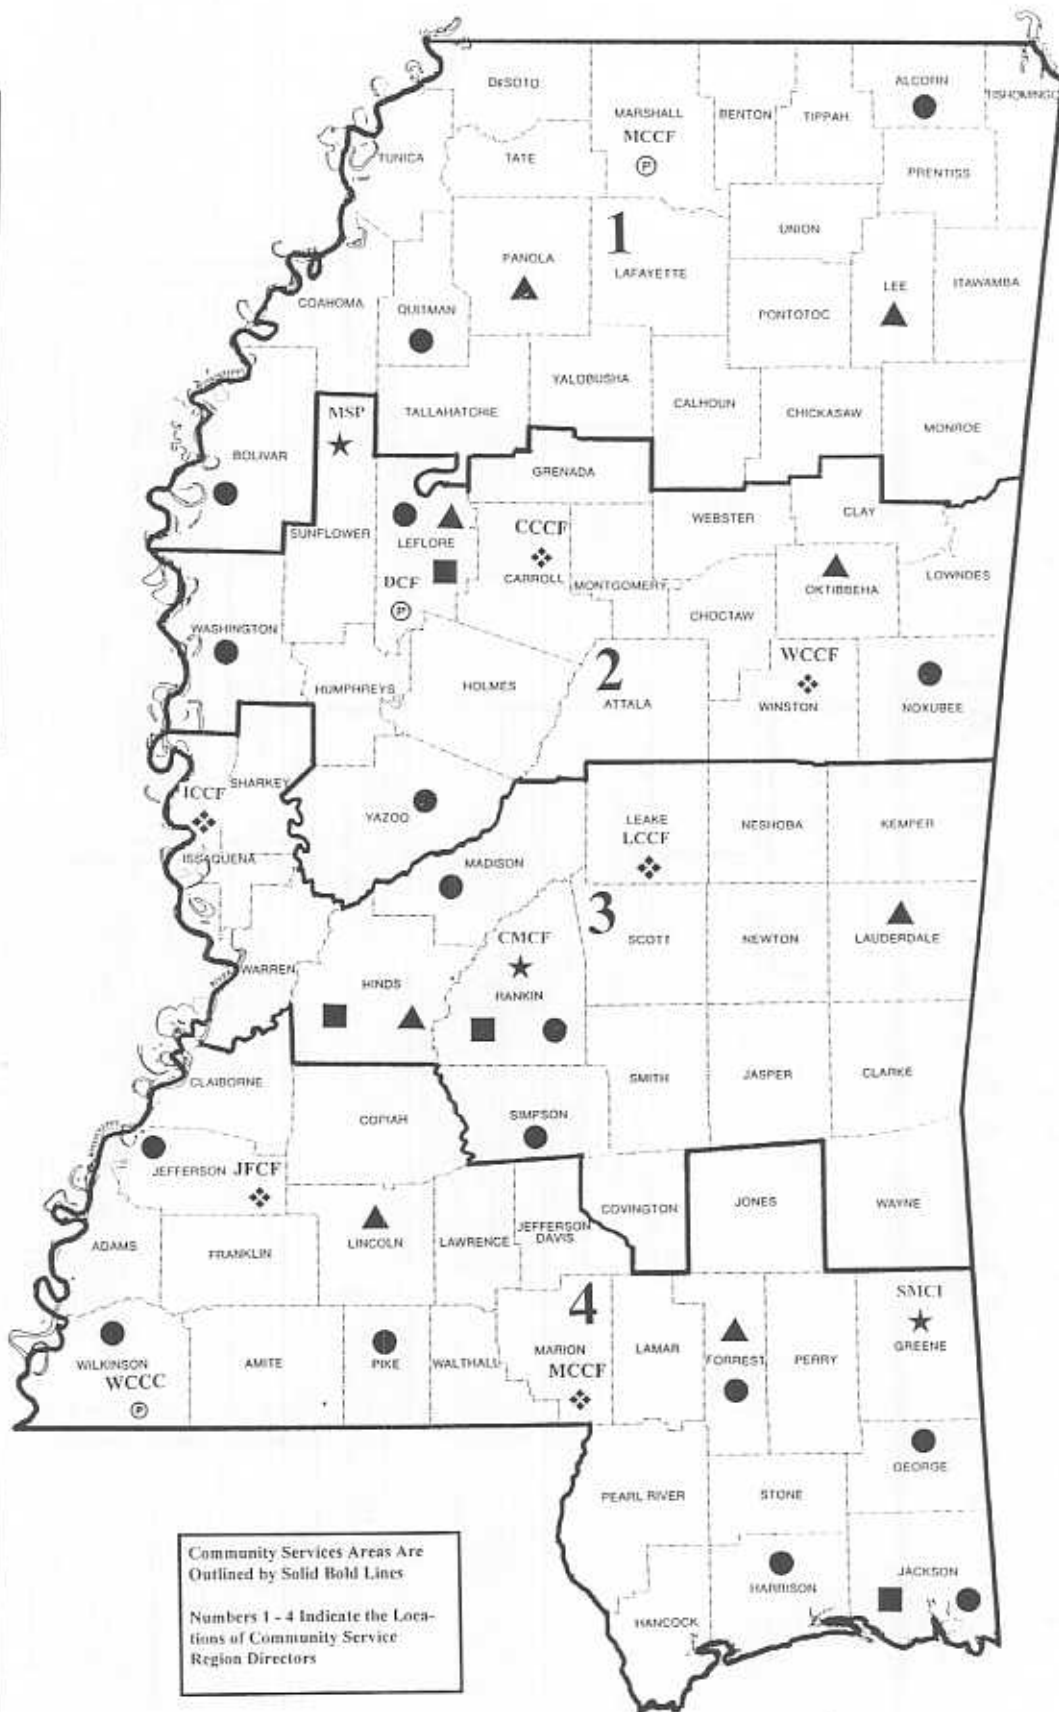 DeSOTO
MARSHALL
MCCF
P
BENTON
TIPPAH
ALCORN
TISHOMINGO
TUNICA
TATE
PRENTISS
UNION
1
PANOLA
LAFAYETTE
LEE
ITAWAMBA
COAHOMA
QUITMAN
PONTOTOC
YALOBUSHA
CALHOUN
CHICKASAW
MONROE
TALLAHATCHIE
MSP
BOLIVAR
GRENADA
SUNFLOWER
LEFLORE
CCCF
CARROLL
MONTGOMERY
WEBSTER
CLAY
LOWNDES
OKTIBBEHA
CHOCTAW
DCF
P
WASHINGTON
HUMPHREYS
HOLMES
2
ATTALA
WCCF
WINSTON
NOXUBEE
SHARKEY
ICCF
ISSAQUENA
YAZOO
LEAKE
LCCF
NESHOBA
KEMPER
MADISON
3
SCOTT
NEWTON
LAUDERDALE
CMCF
RANKIN
HINDS
WARREN
RIVER
SMITH
JASPER
CLARKE
CLAIBORNE
COPIAH
SIMPSON
JEFFERSON
JFCF
LINCOLN
LAWRENCE
JEFFERSON
DAVIS
COVINGTON
JONES
WAYNE
ADAMS
FRANKLIN
4
SMCI
GREENE
WILKINSON
WCCC
P
AMITE
PIKE
WALTHALL
MARION
MCCF
LAMAR
FORREST
PERRY
GEORGE
PEARL RIVER
STONE
HARRISON
JACKSON
HANCOCK
Community Services Areas Are
Outlined by Solid Bold Lines
Numbers 1 - 4 Indicate the Loca-
tions of Community Service
Region Directors